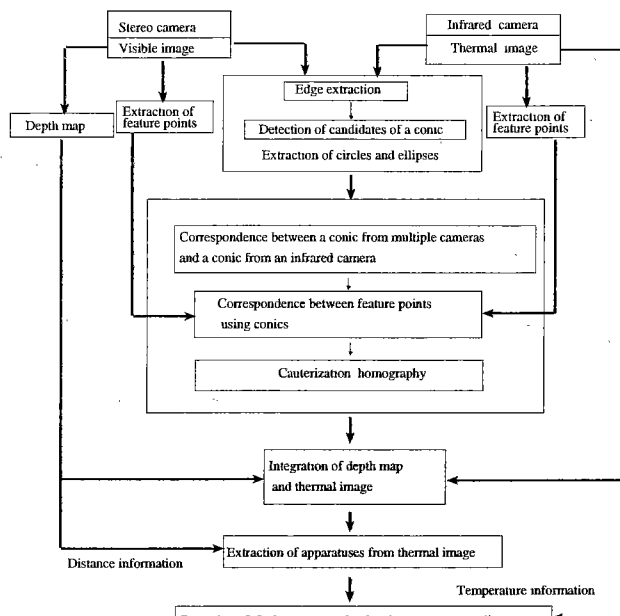 Stereo camera
Visible image
Infrared camera
Thermal image
Edge extraction
Detection of candidates of a conic
Extraction of circles and ellipses
Depth map
Extraction of
feature points
Extraction of
feature points
Correspondence between a conic from multiple cameras
and a conic from an infrared camera
Correspondence between feature points
using conics
Cauterization homography
Integration of depth map
and thermal image
Extraction of apparatuses from thermal image
Distance information
Temperature information